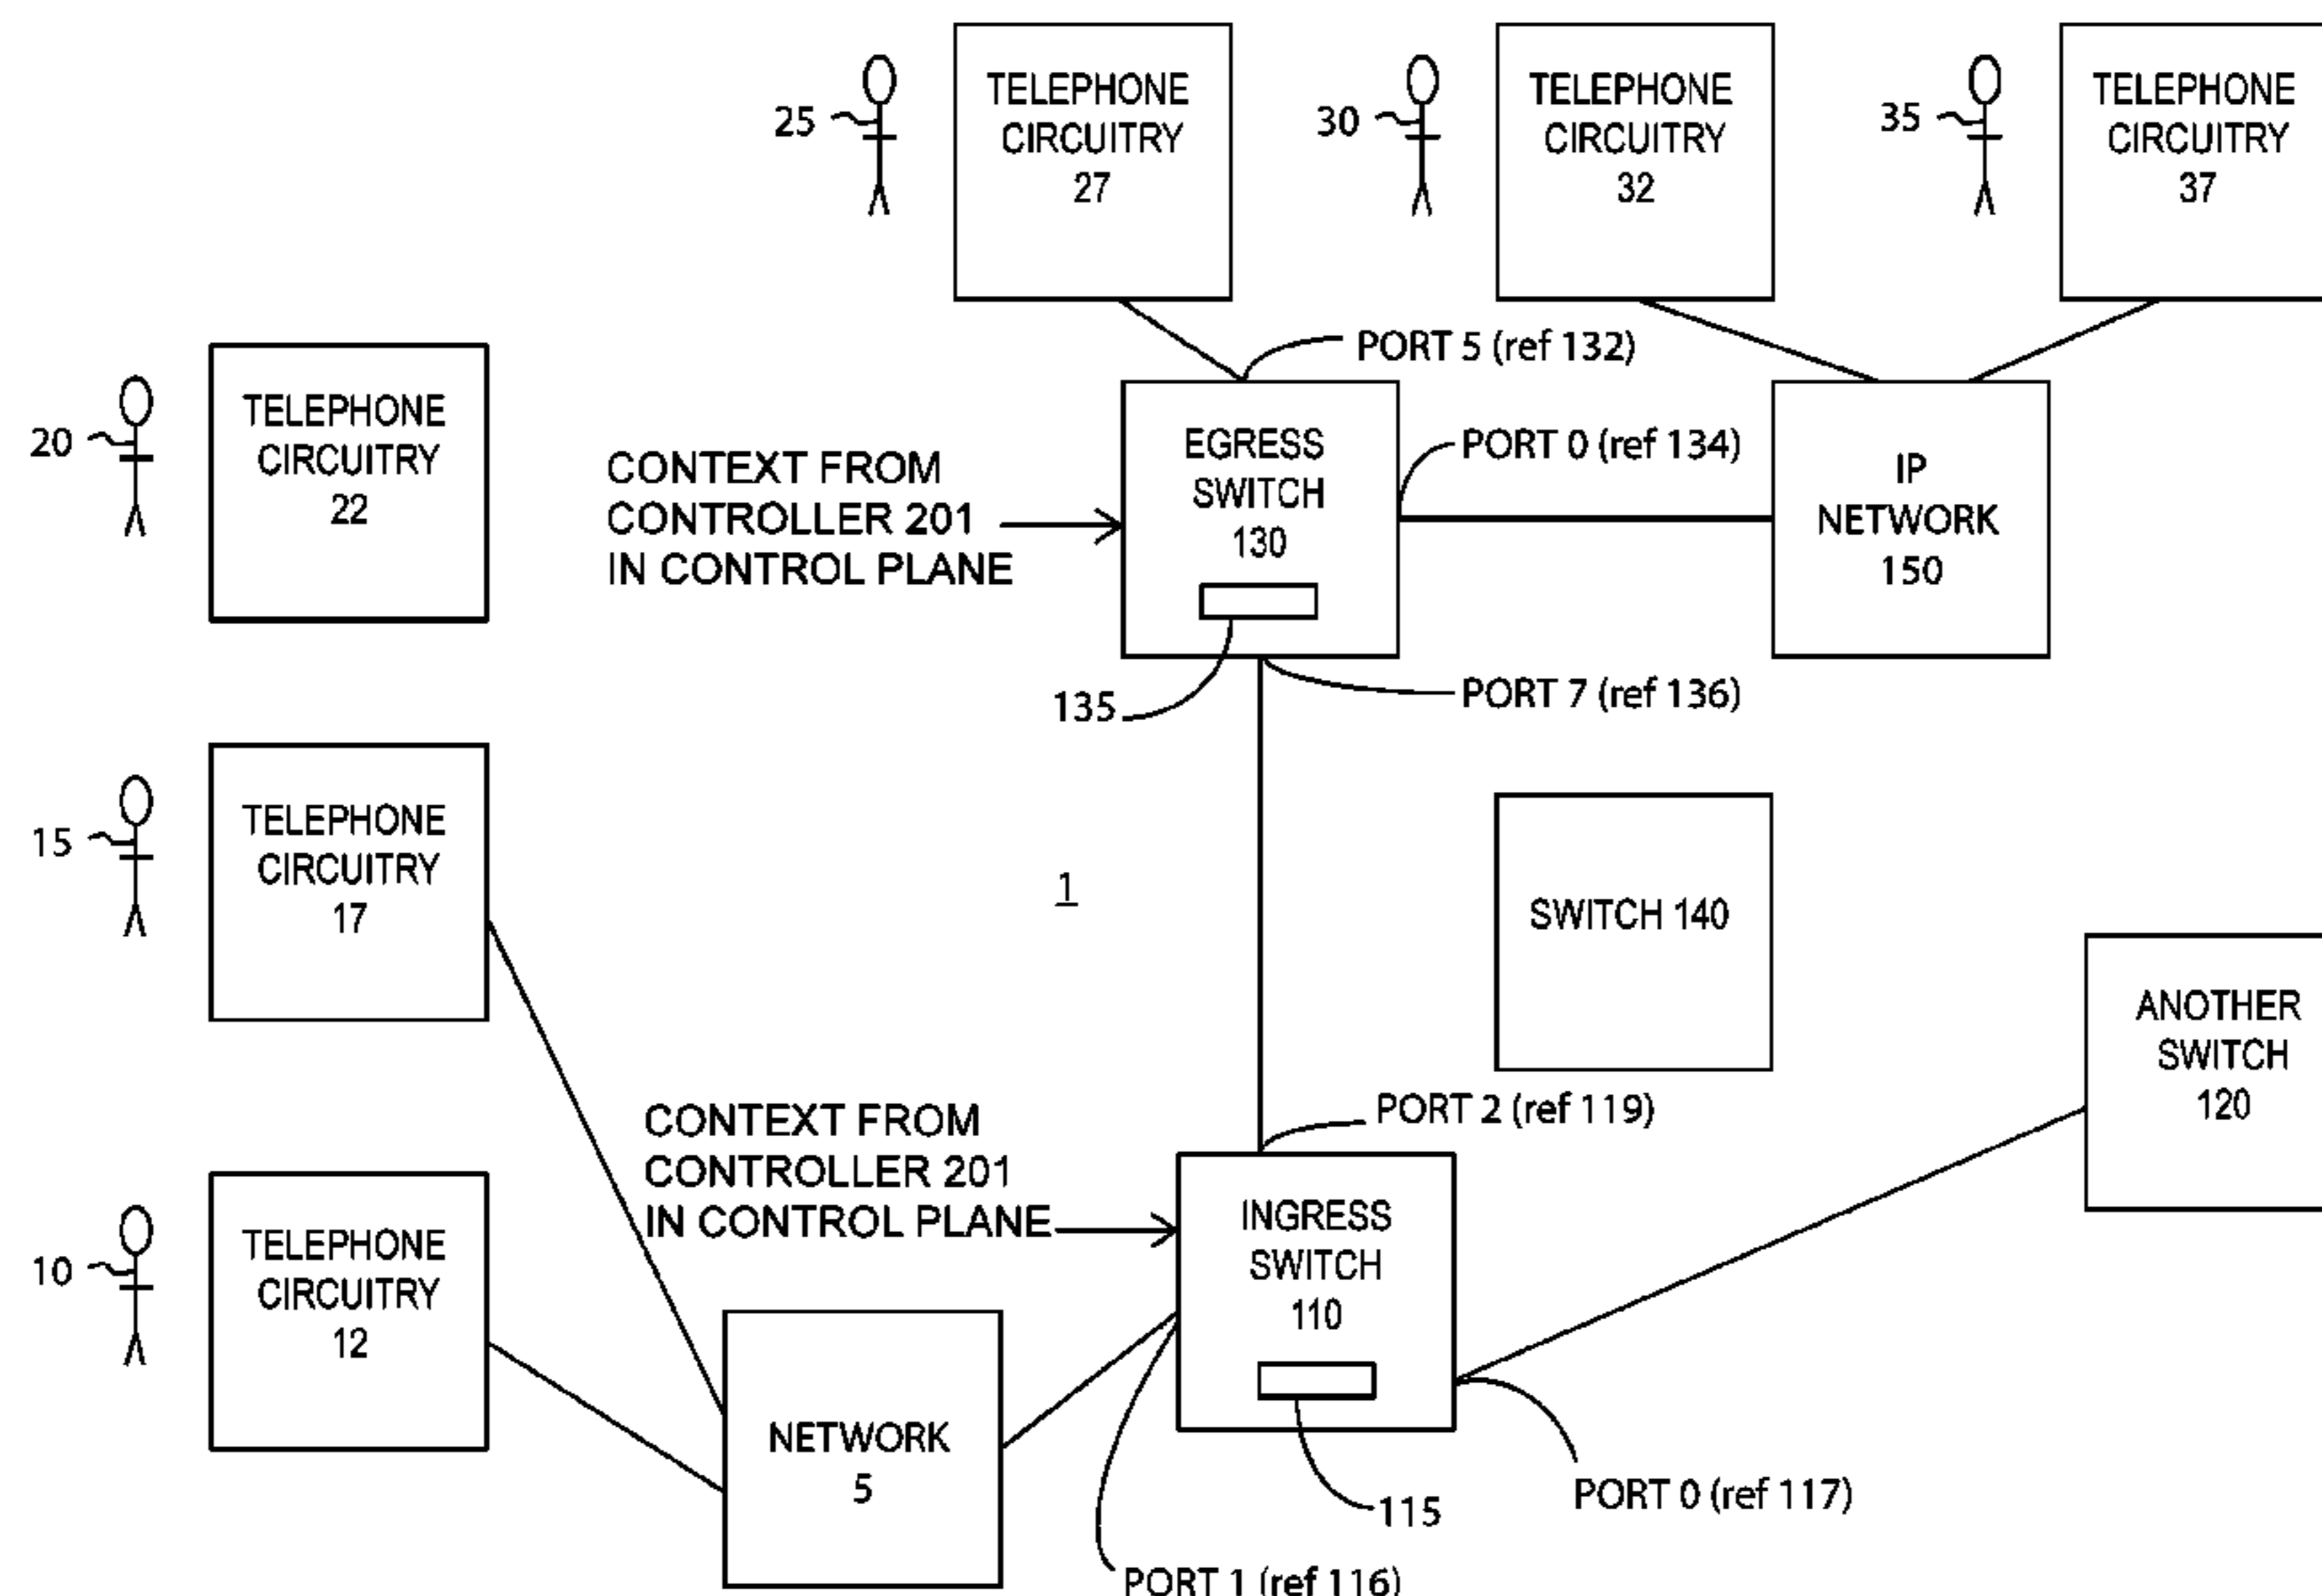 25
TELEPHONE
CIRCUITRY
27
30
TELEPHONE
CIRCUITRY
32
35
TELEPHONE
CIRCUITRY
37
PORT 5 (ref 132)
20
TELEPHONE
CIRCUITRY
22
CONTEXT FROM
CONTROLLER 201
IN CONTROL PLANE
EGRESS
SWITCH
130
PORT 0 (ref 134)
IP
NETWORK
150
135
PORT 7 (ref 136)
15
TELEPHONE
CIRCUITRY
17
1
SWITCH 140
ANOTHER
SWITCH
120
PORT 2 (ref 119)
CONTEXT FROM
CONTROLLER 201
IN CONTROL PLANE
10
TELEPHONE
CIRCUITRY
12
INGRESS
SWITCH
110
NETWORK
5
115
PORT 0 (ref 117)
PORT 1 (ref 116)